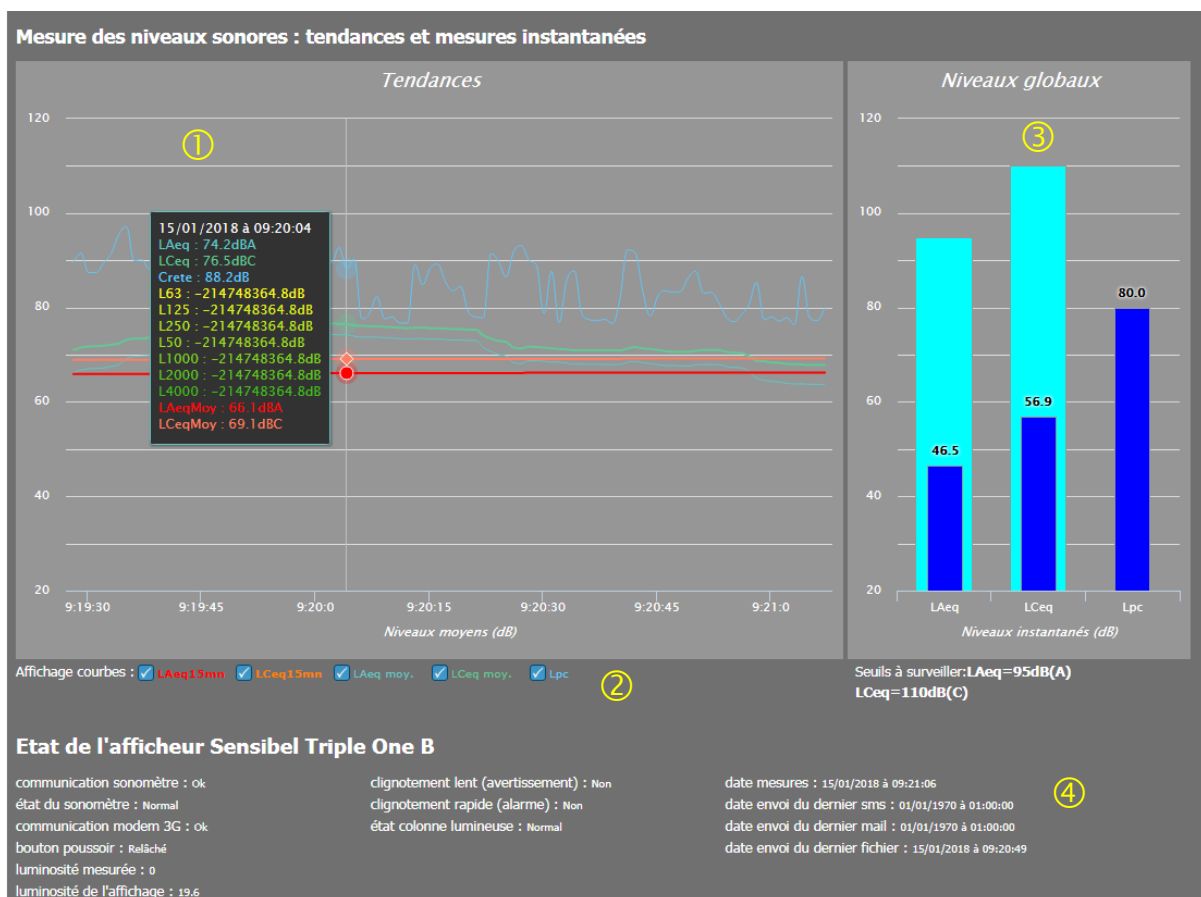 Mesure des niveaux sonores : tendances et mesures instantanées
Tendances
120
100
80
60
40
20
①
15/01/2018 à 09:20:04
LAeq : 74.2dBA
LCeq : 76.5dBC
Crete : 88.2dB
L63 : -214748364.8dB
L125 : -214748364.8dB
L250 : -214748364.8dB
L50 : -214748364.8dB
L1000 : -214748364.8dB
L2000 : -214748364.8dB
L4000 : -214748364.8dB
LAeqMoy : 66.1dBA
LCeqMoy : 69.1dBC
9:19:30 9:19:45 9:20:0 9:20:15 9:20:30 9:20:45 9:21:0
Niveaux moyens (dB)
Niveaux globaux
120
100
80
60
40
20
③
46.5
56.9
80.0
LAeq LCeq Lpc
Niveaux instantanés (dB)
Affichage courbes : LAeq15mn LCeq15mn LAeq moy. LCeq moy. Lpc
②
Seuils à surveiller:LAeq=95dB(A)
LCeq=110dB(C)
Etat de l'afficheur Sensibel Triple One B
communication sonomètre : Ok
état du sonomètre : Normal
communication modem 3G : Ok
bouton poussoir : Relâché
luminosité mesurée : 0
luminosité de l'affichage : 19.6
clignotement lent (avertissement) : Non
clignotement rapide (alarme) : Non
état colonne lumineuse : Normal
date mesures : 15/01/2018 à 09:21:06
date envoi du dernier sms : 01/01/1970 à 01:00:00
date envoi du dernier mail : 01/01/1970 à 01:00:00
date envoi du dernier fichier : 15/01/2018 à 09:20:49
④